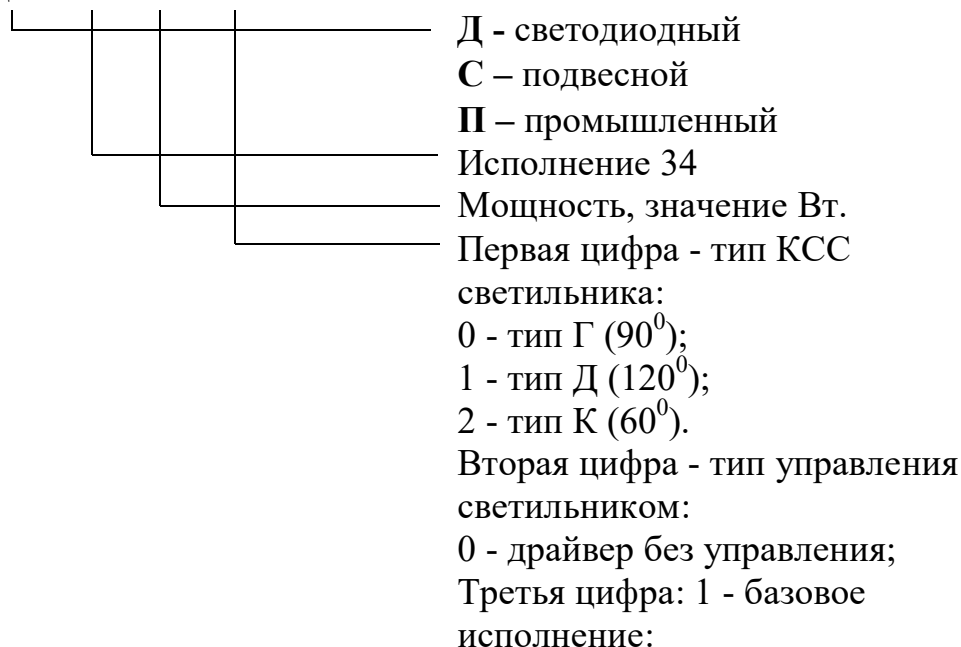 Д - светодиодный
С – подвесной
П – промышленный
Исполнение 34
Мощность, значение Вт.
Первая цифра - тип КСС
светильника:
0 - тип Г (90⁰);
1 - тип Д (120⁰);
2 - тип К (60⁰).
Вторая цифра - тип управления
светильником:
0 - драйвер без управления;
Третья цифра: 1 - базовое
исполнение: